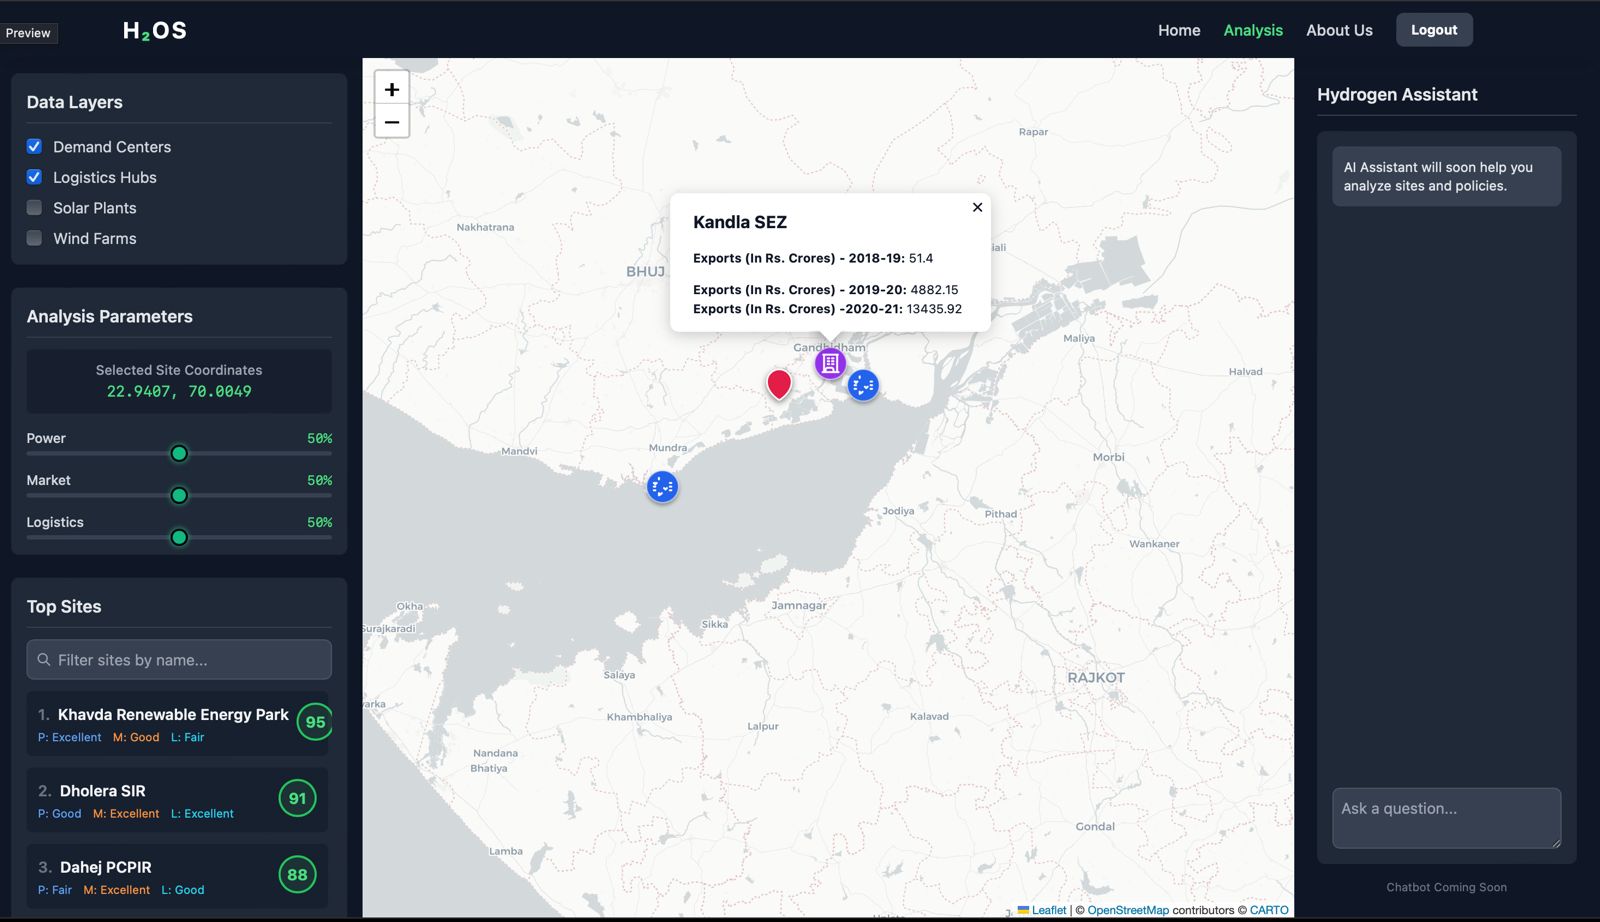 Preview
H₂OS
Home
Analysis
About Us
Logout
Data Layers
Demand Centers
Logistics Hubs
Solar Plants
Wind Farms
Analysis Parameters
Selected Site Coordinates
22.9407, 70.0049
Power 50%
Market 50%
Logistics 50%
Top Sites
Filter sites by name...
1. Khavda Renewable Energy Park 95
P: Excellent M: Good L: Fair
2. Dholera SIR 91
P: Good M: Excellent L: Excellent
3. Dahej PCPIR 88
P: Fair M: Excellent L: Good
+
−
Rapar
Nakhatrana
BHUJ
Kandla SEZ
×
Exports (In Rs. Crores) - 2018-19: 51.4
Exports (In Rs. Crores) - 2019-20: 4882.15
Exports (In Rs. Crores) -2020-21: 13435.92
iali
Gandhidham
Maliya
Halvad
Mandvi
Mundra
Morbi
Jodiya
Pithad
Wankaner
Okha
Surajkaradi
Jamnagar
Sikka
Salaya
RAJKOT
varka
Khambhaliya
Lalpur
Kalavad
Nandana
Bhatiya
Lamba
Gondal
Leaflet | © OpenStreetMap contributors © CARTO
Hydrogen Assistant
AI Assistant will soon help you
analyze sites and policies.
Ask a question...
Chatbot Coming Soon